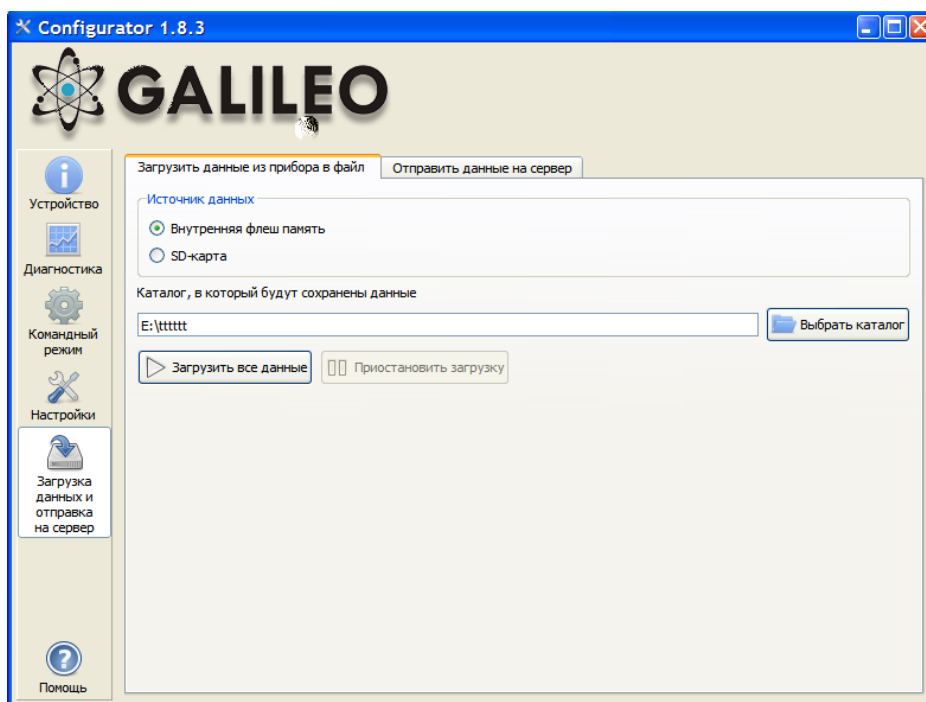 Configurator 1.8.3
GALILEO
Устройство
Диагностика
Командный
режим
Настройки
Загрузка
данных и
отправка
на сервер
Помощь
Загрузить данные из прибора в файл
Отправить данные на сервер
Источник данных
Внутренняя флеш память
SD-карта
Каталог, в который будут сохранены данные
E:\tttttt
Выбрать каталог
Загрузить все данные
Приостановить загрузку